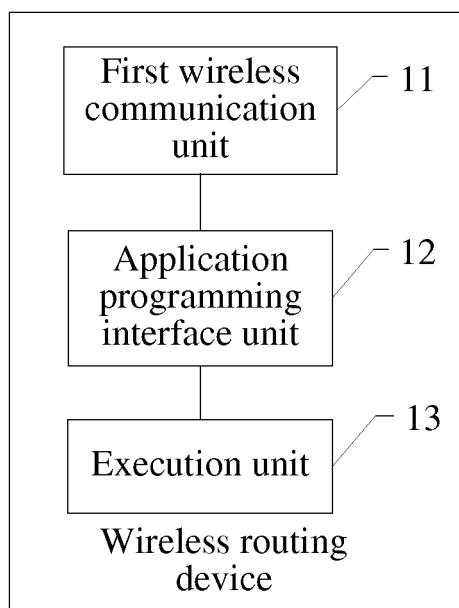 First wireless
communication
unit
11
Application
programming
interface unit
12
Execution unit
13
Wireless routing
device